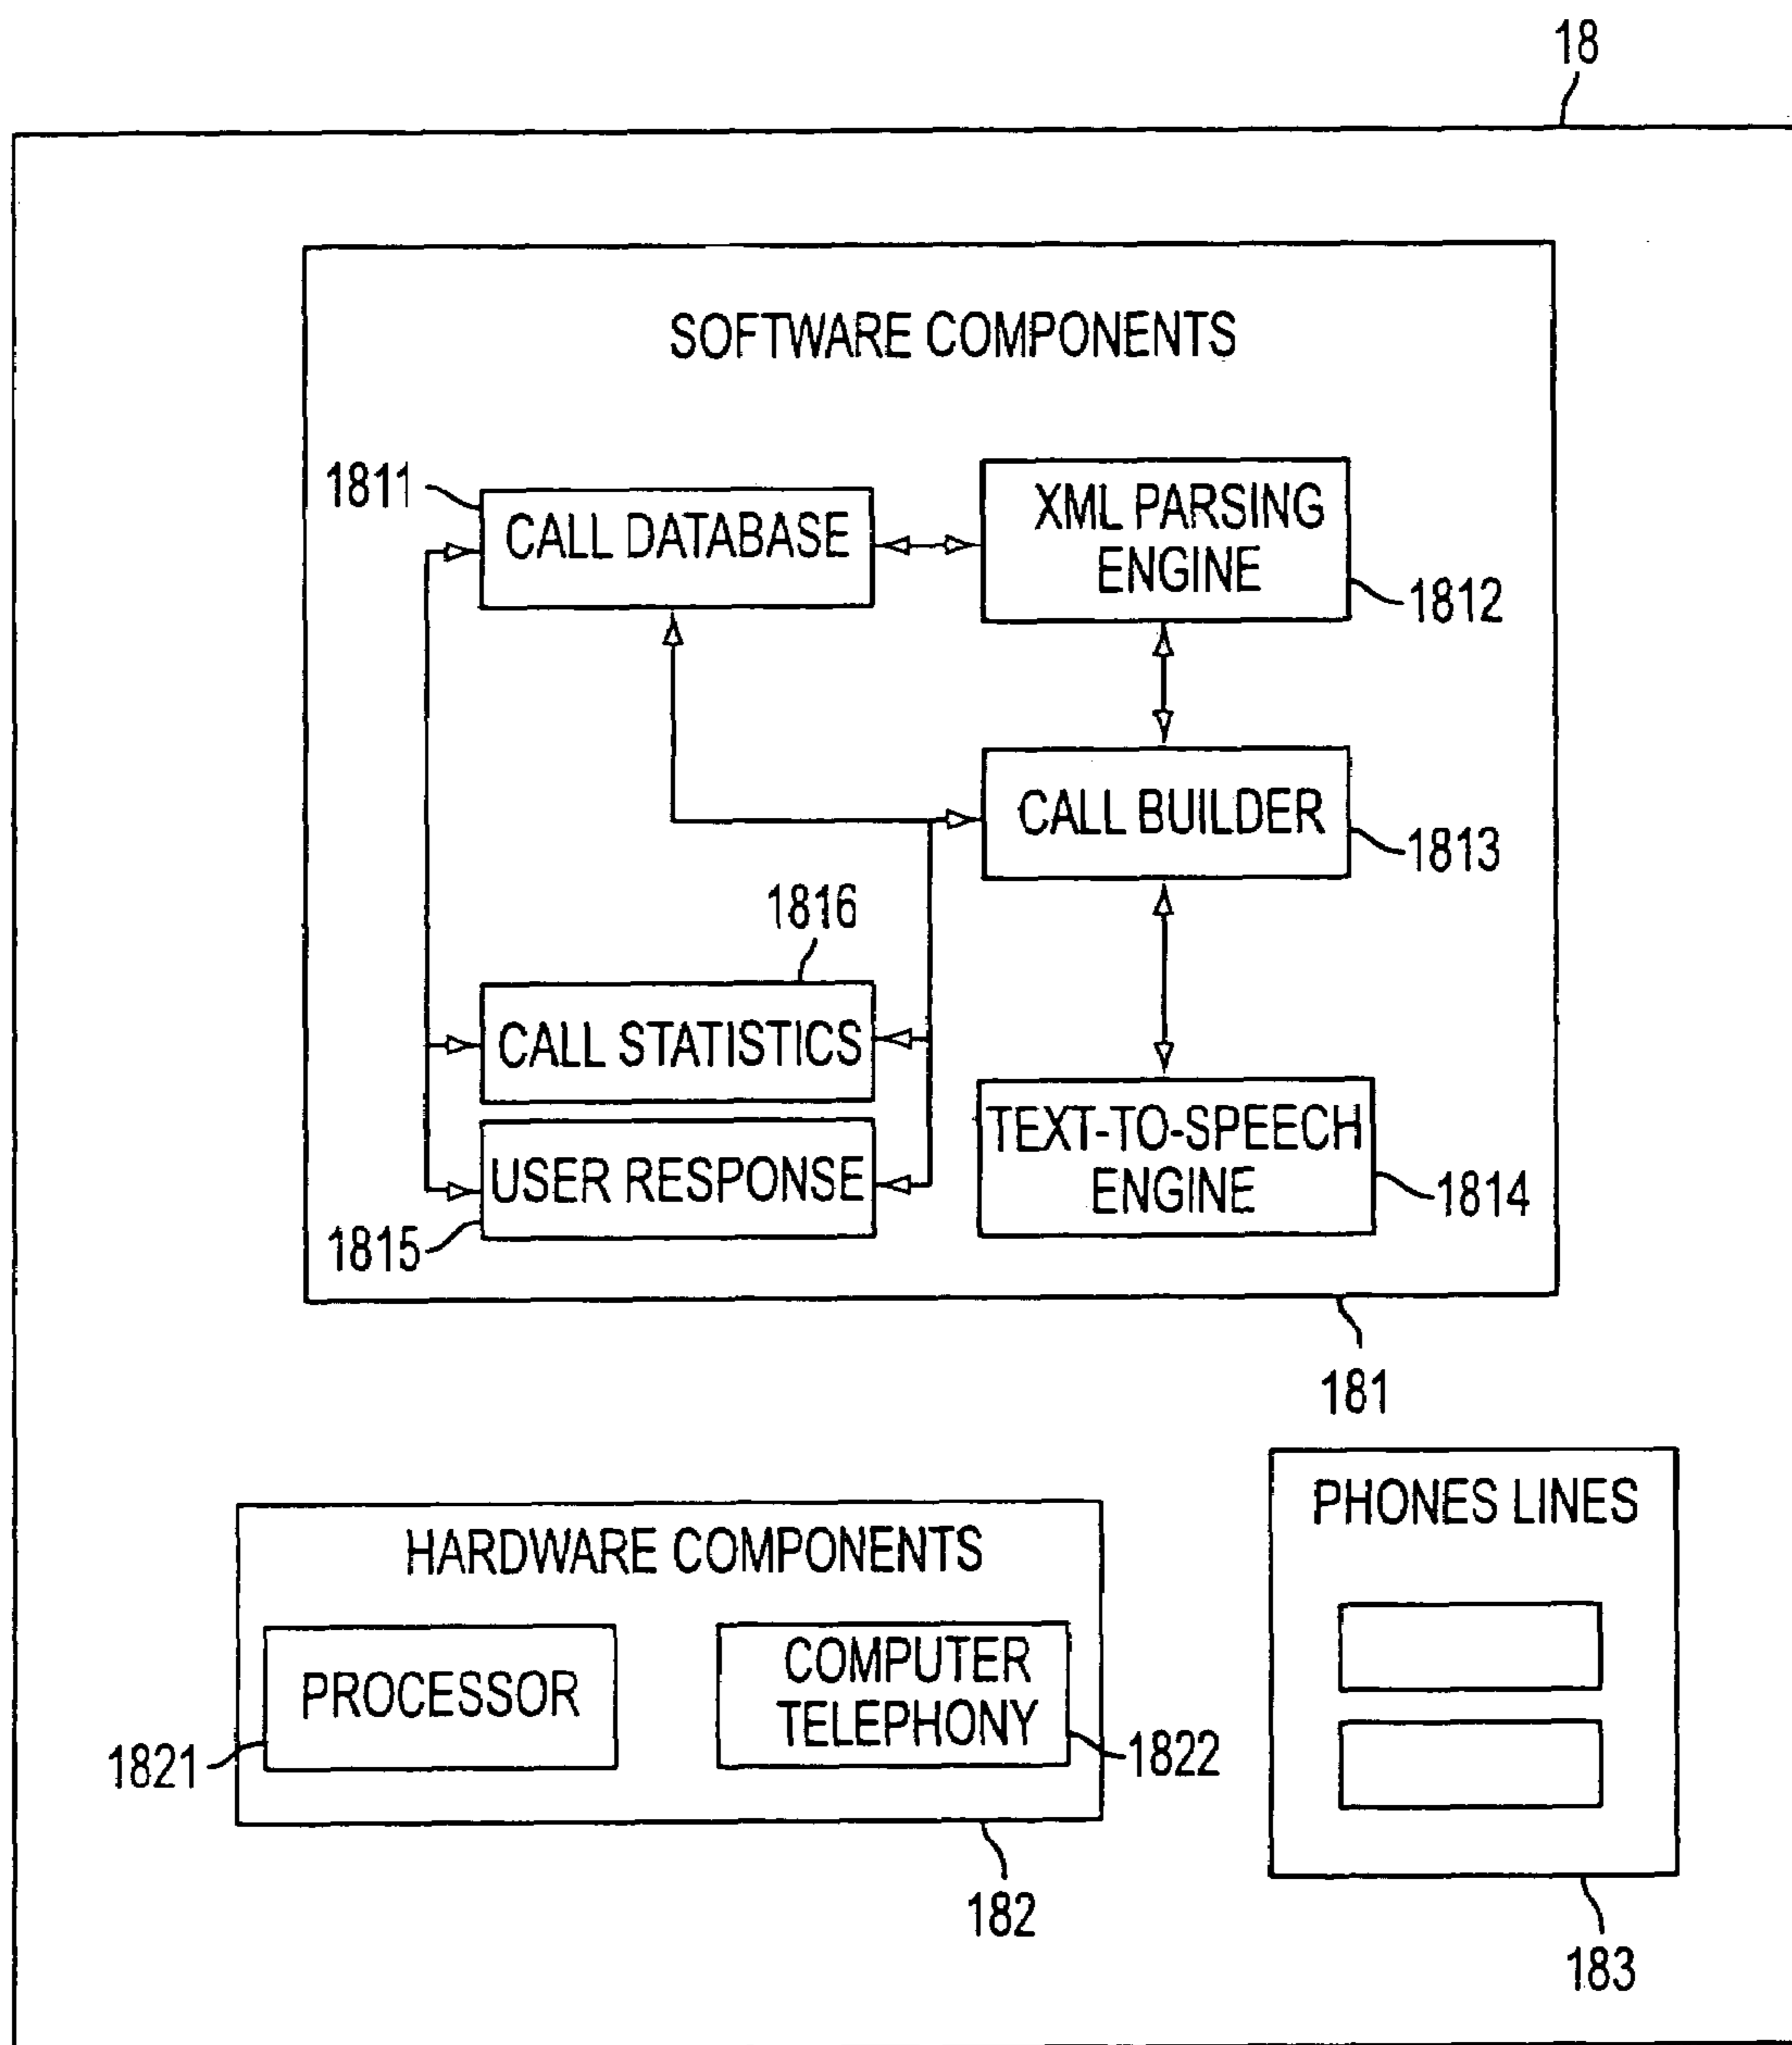 18
SOFTWARE COMPONENTS
1811
CALL DATABASE
XML PARSING
ENGINE
1812
CALL BUILDER
1813
1816
CALL STATISTICS
TEXT-TO-SPEECH
ENGINE
1814
USER RESPONSE
1815
181
HARDWARE COMPONENTS
PROCESSOR
1821
COMPUTER
TELEPHONY
1822
182
PHONES LINES
183